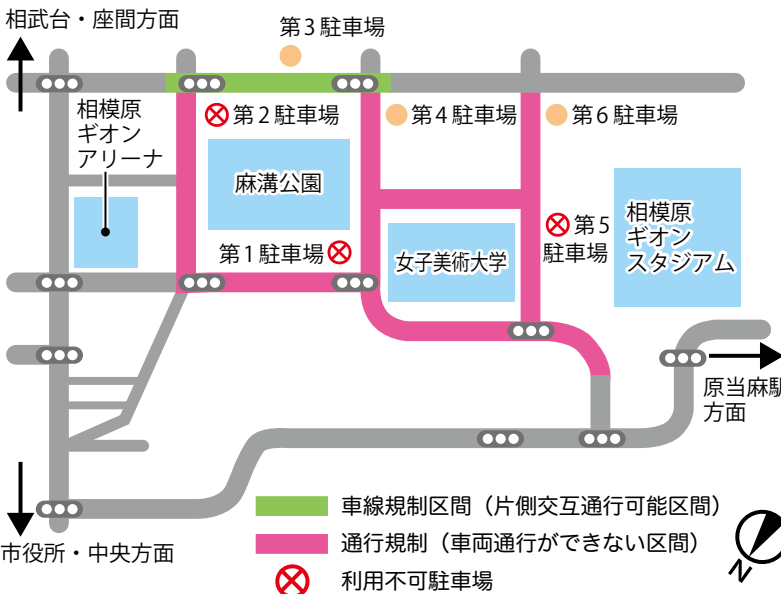 相武台・座間方面
第3駐車場
相模原
ギオン
アリーナ
第2駐車場
第4駐車場
第6駐車場
麻溝公園
第1駐車場
女子美術大学
第5
駐車場
相模原
ギオン
スタジアム
原当麻駅
方面
市役所・中央方面
車線規制区間（片側交互通行可能区間）
通行規制（車両通行ができない区間）
利用不可駐車場
N